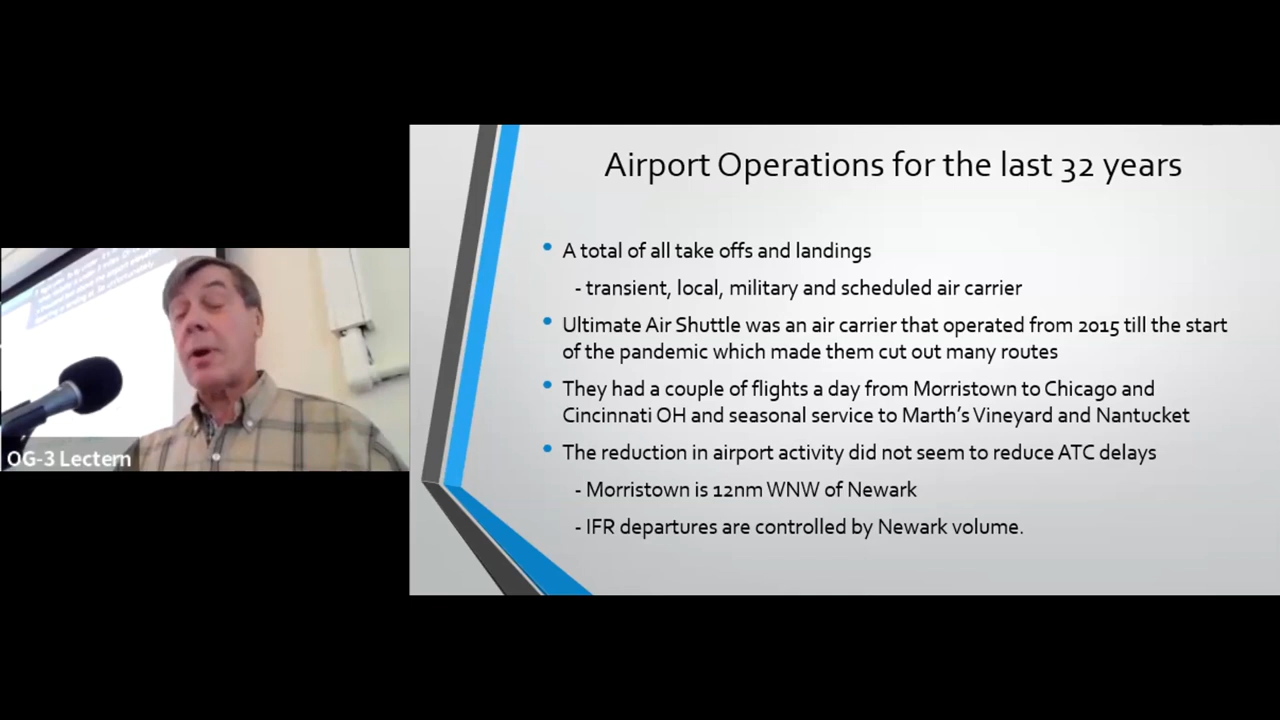 Airport Operations for the last 32 years
• A total of all take offs and landings
- transient, local, military and scheduled air carrier
• Ultimate Air Shuttle was an air carrier that operated from 2015 till the start
of the pandemic which made them cut out many routes
• They had a couple of flights a day from Morristown to Chicago and
Cincinnati OH and seasonal service to Marth's Vineyard and Nantucket
• The reduction in airport activity did not seem to reduce ATC delays
- Morristown is 12nm WNW of Newark
- IFR departures are controlled by Newark volume.
OG-3 Lectern